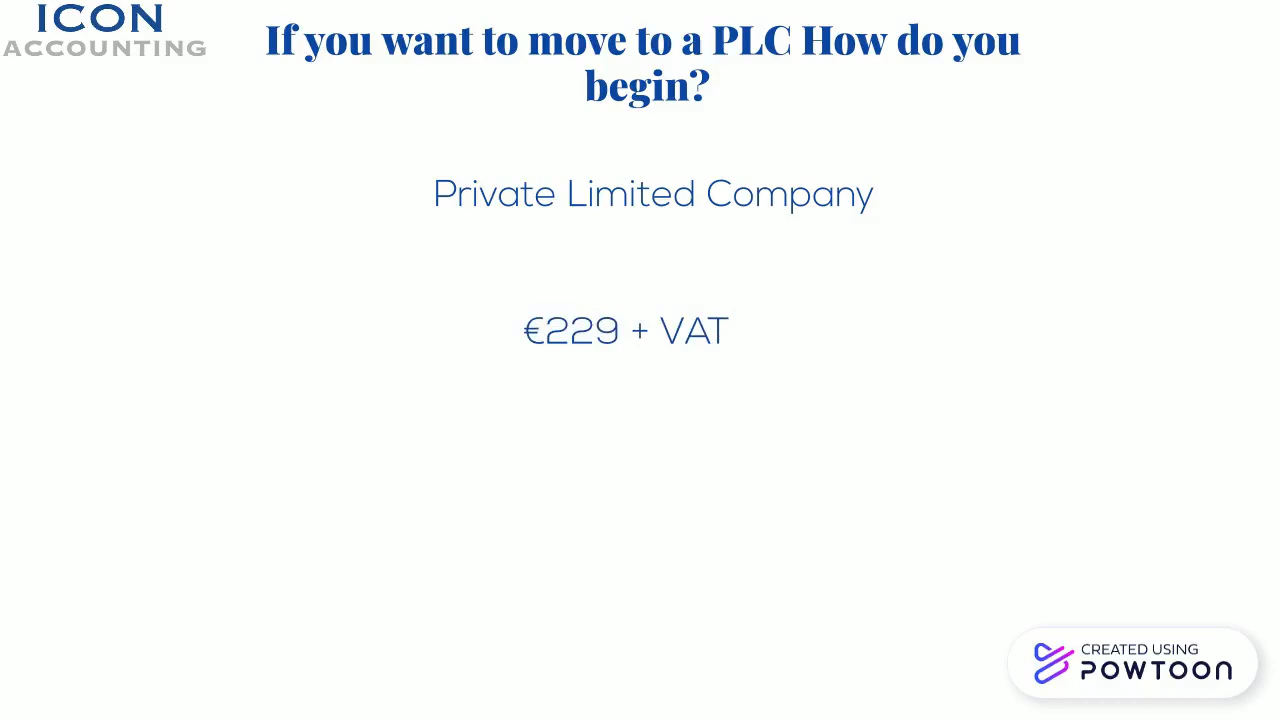 ICON
ACCOUNTING
If you want to move to a PLC How do you
begin?
Private Limited Company
€229 + VAT
CREATED USING
POWTOON